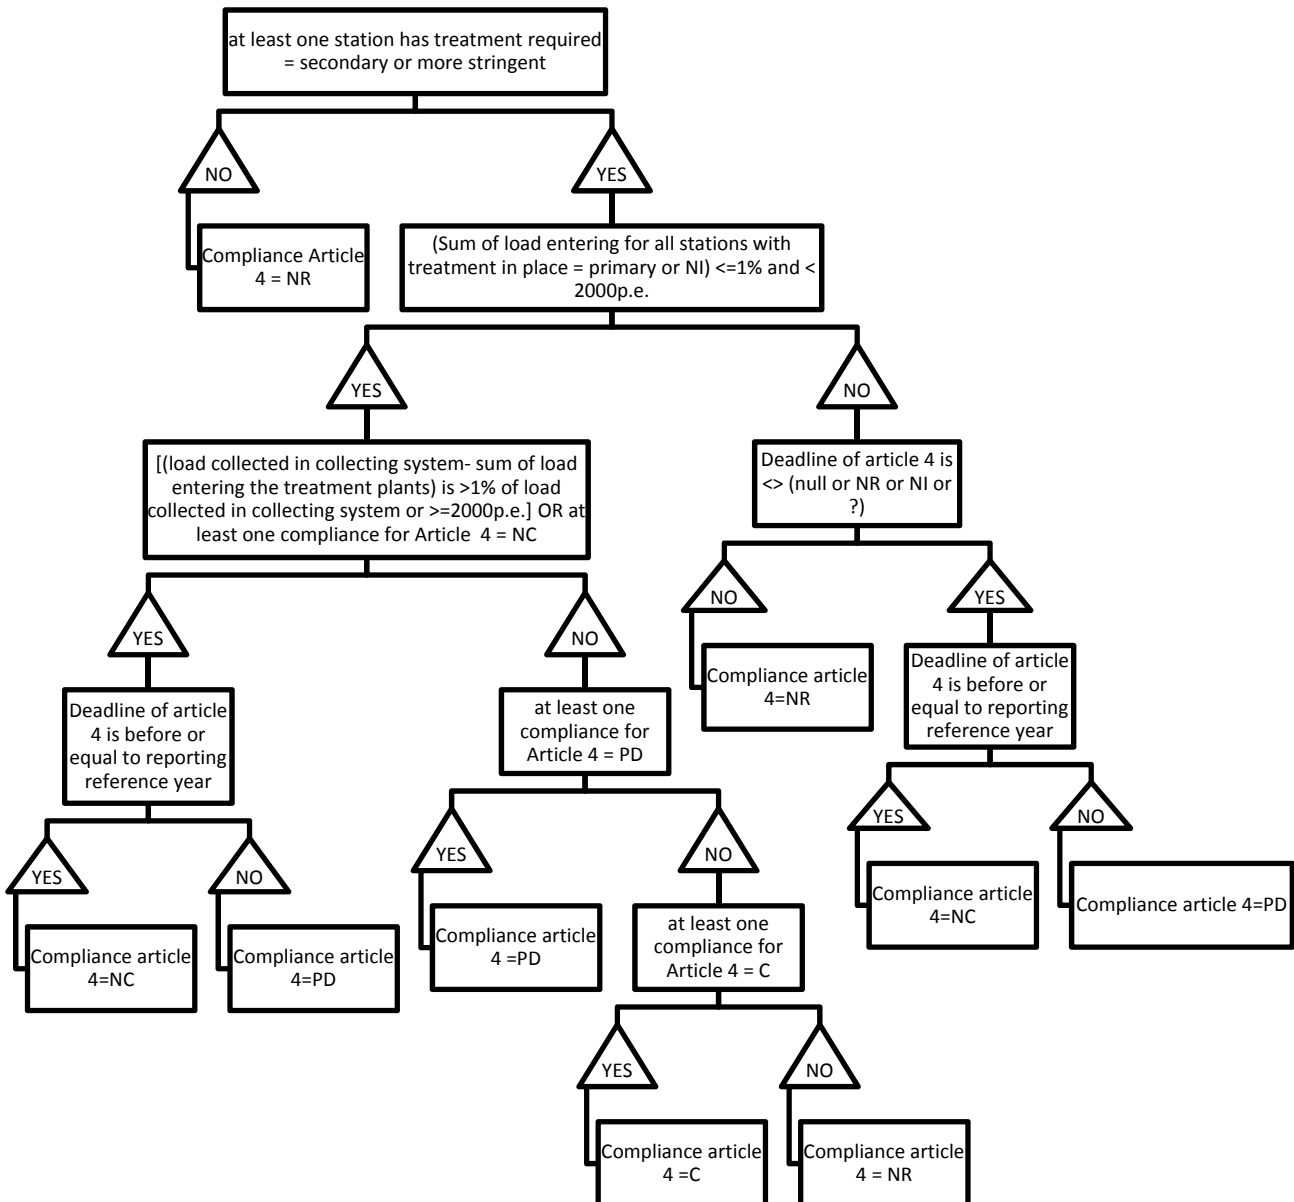 at least one station has treatment required
= secondary or more stringent
NO
YES
Compliance Article
4 = NR
(Sum of load entering for all stations with
treatment in place = primary or NI) <=1% and <
2000p.e.
YES
NO
[(load collected in collecting system- sum of load
entering the treatment plants) is >1% of load
collected in collecting system or >=2000p.e.] OR at
least one compliance for Article 4 = NC
Deadline of article 4 is
<> (null or NR or NI or
?)
YES
NO
NO
YES
Deadline of article
4 is before or
equal to reporting
reference year
at least one
compliance for
Article 4 = PD
Compliance article
4=NR
Deadline of article
4 is before or
equal to reporting
reference year
YES
NO
YES
NO
YES
NO
Compliance article
4=NC
Compliance article
4=PD
Compliance article
4 =PD
at least one
compliance for
Article 4 = C
Compliance article
4=NC
Compliance article 4=PD
YES
NO
Compliance article
4 =C
Compliance article
4 = NR